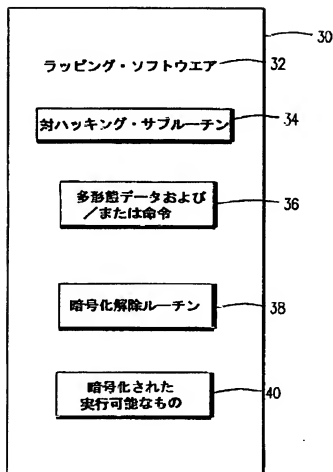 30
ラッピング・ソフトウエア 32
対ハッキング・サブルーチン 34
多形態データおよび
/または命令 36
暗号化解除ルーチン 38
暗号化された
実行可能なもの 40